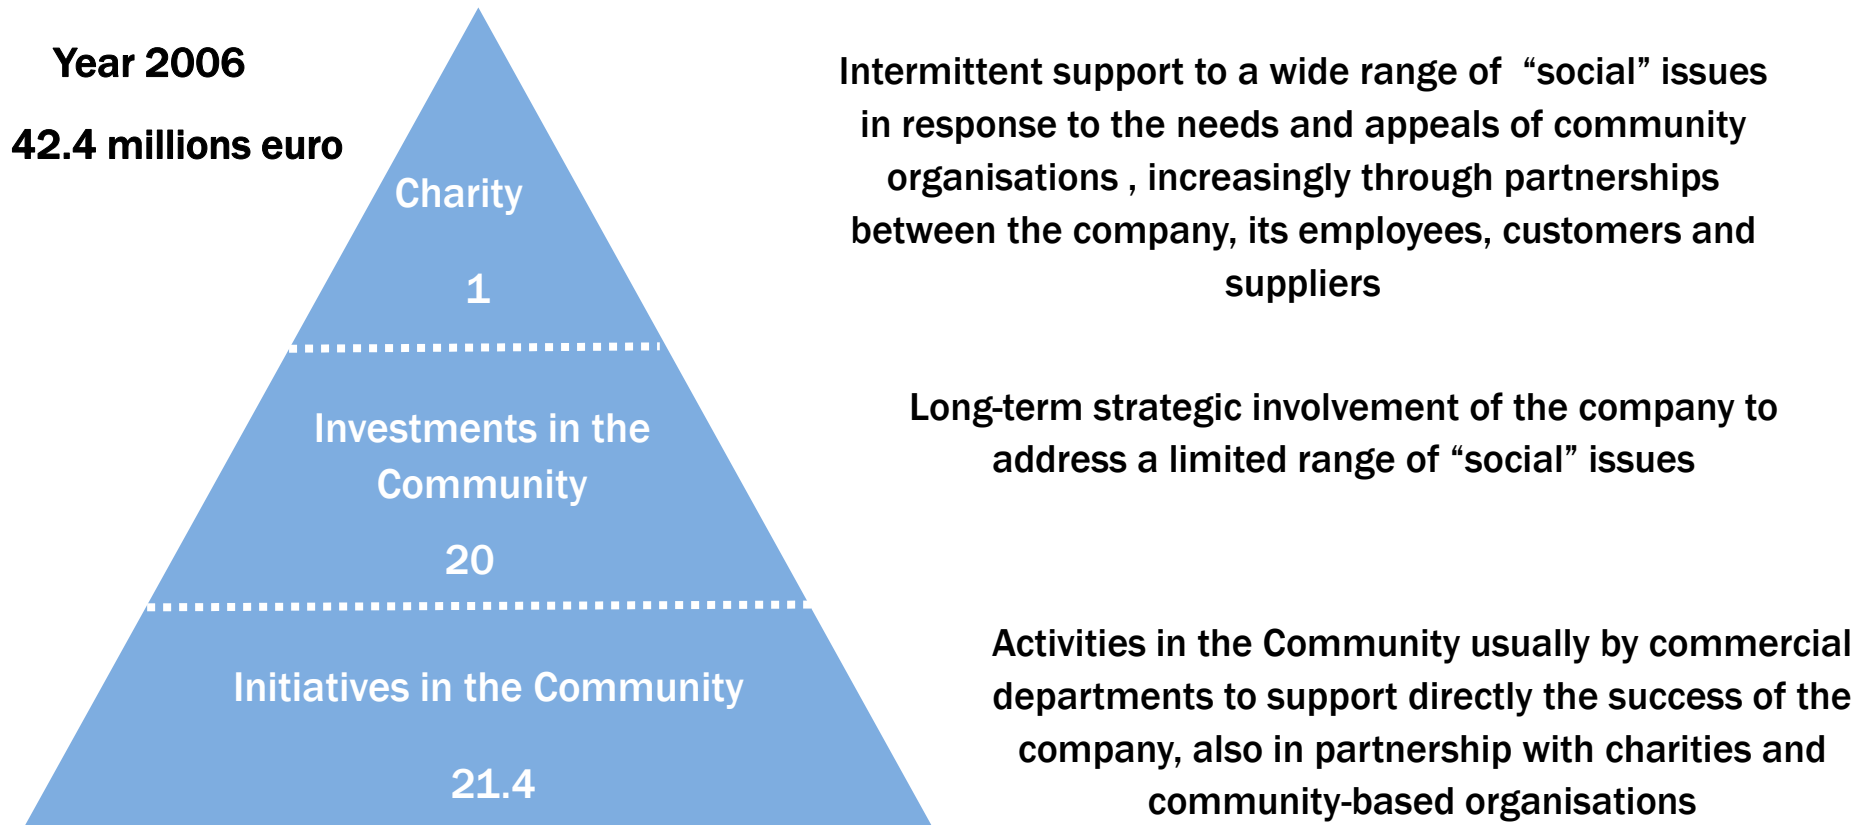 Year 2006
42.4 millions euro
Charity
1
Investments in the
Community
20
Initiatives in the Community
21.4
Intermittent support to a wide range of “social” issues
in response to the needs and appeals of community
organisations , increasingly through partnerships
between the company, its employees, customers and
suppliers
Long-term strategic involvement of the company to
address a limited range of “social” issues
Activities in the Community usually by commercial
departments to support directly the success of the
company, also in partnership with charities and
community-based organisations